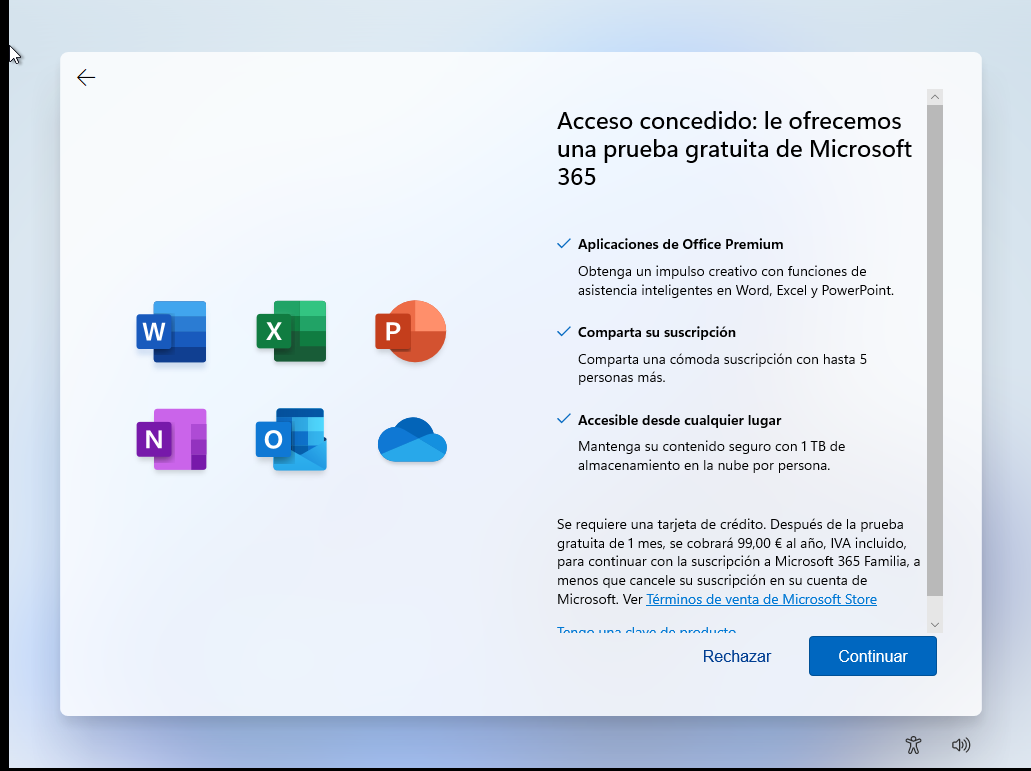 Acceso concedido: le ofrecemos
una prueba gratuita de Microsoft
365
Aplicaciones de Office Premium
Obtenga un impulso creativo con funciones de
asistencia inteligentes en Word, Excel y PowerPoint.
Comparta su suscripción
Comparta una cómoda suscripción con hasta 5
personas más.
Accesible desde cualquier lugar
Mantenga su contenido seguro con 1 TB de
almacenamiento en la nube por persona.
Se requiere una tarjeta de crédito. Después de la prueba
gratuita de 1 mes, se cobrará 99,00 € al año, IVA incluido,
para continuar con la suscripción a Microsoft 365 Familia, a
menos que cancele su suscripción en su cuenta de
Microsoft. Ver Términos de venta de Microsoft Store
Tengo una clave de producto
Rechazar
Continuar
W
X
P
N
O